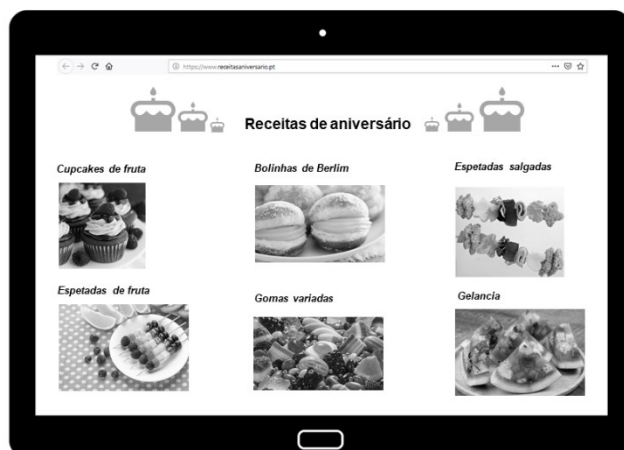 https://www.receitasaniversario.pt
Receitas de aniversário
Cupcakes de fruta
Bolinhas de Berlim
Espetadas salgadas
Espetadas de fruta
Gomas variadas
Gelancia